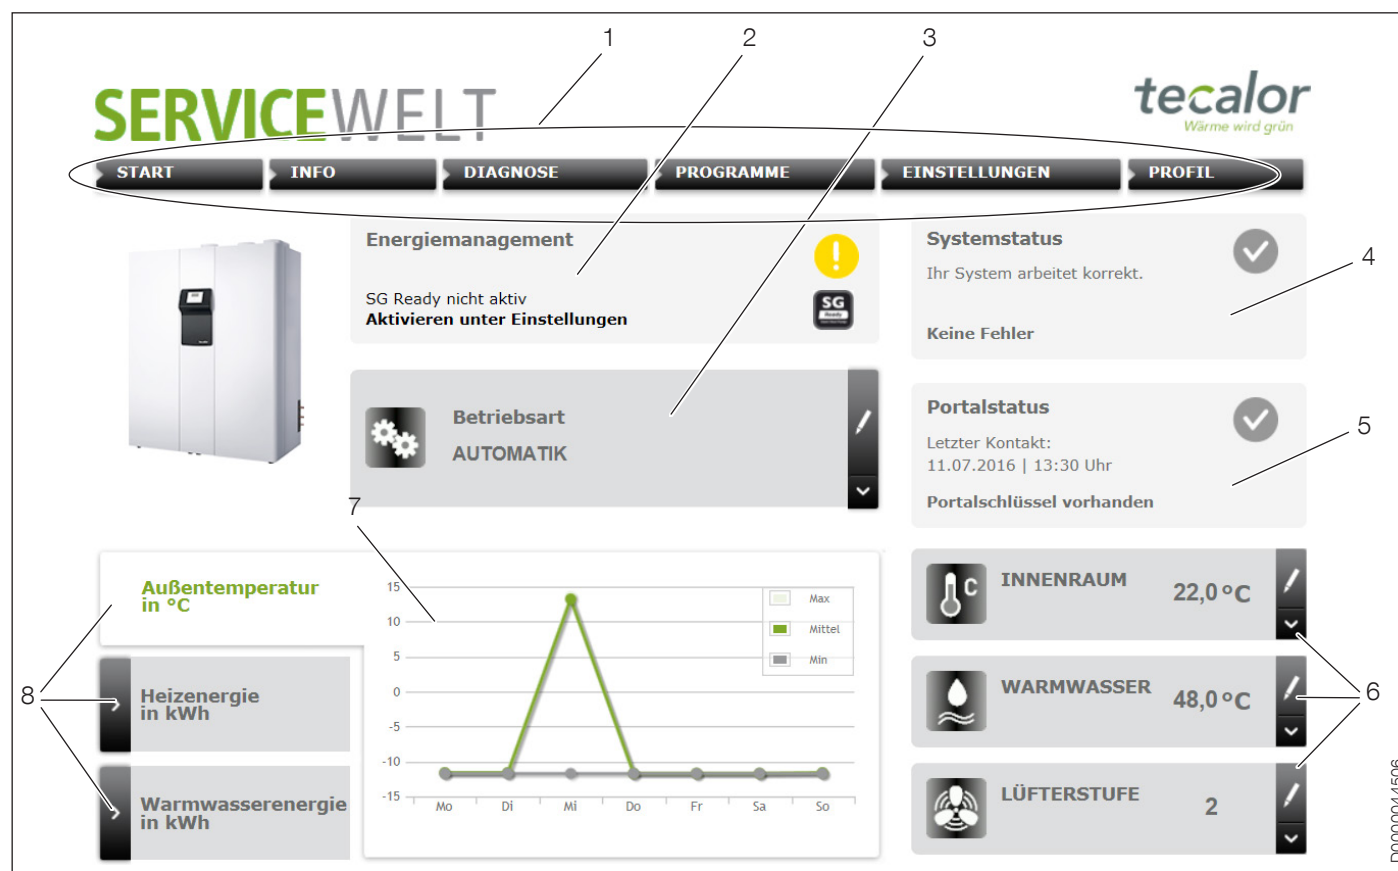 1
2
3
SERVICEWELT
tecalor
Wärme wird grün
START
INFO
DIAGNOSE
PROGRAMME
EINSTELLUNGEN
PROFIL
Energiemanagement
SG Ready nicht aktiv
Aktivieren unter Einstellungen
SG
Ready
Systemstatus
Ihr System arbeitet korrekt.
Keine Fehler
4
Betriebsart
AUTOMATIK
Portalstatus
Letzter Kontakt:
11.07.2016 | 13:30 Uhr
Portalschlüssel vorhanden
5
7
Außentemperatur
in °C
8
Heizenergie
in kWh
Warmwasserenergie
in kWh
15
10
5
0
-5
-10
-15
Mo
Di
Mi
Do
Fr
Sa
So
Max
Mittel
Min
C
INNENRAUM
22,0 °C
WARMWASSER
48,0 °C
LÜFTERSTUFE
2
6
D0000044506